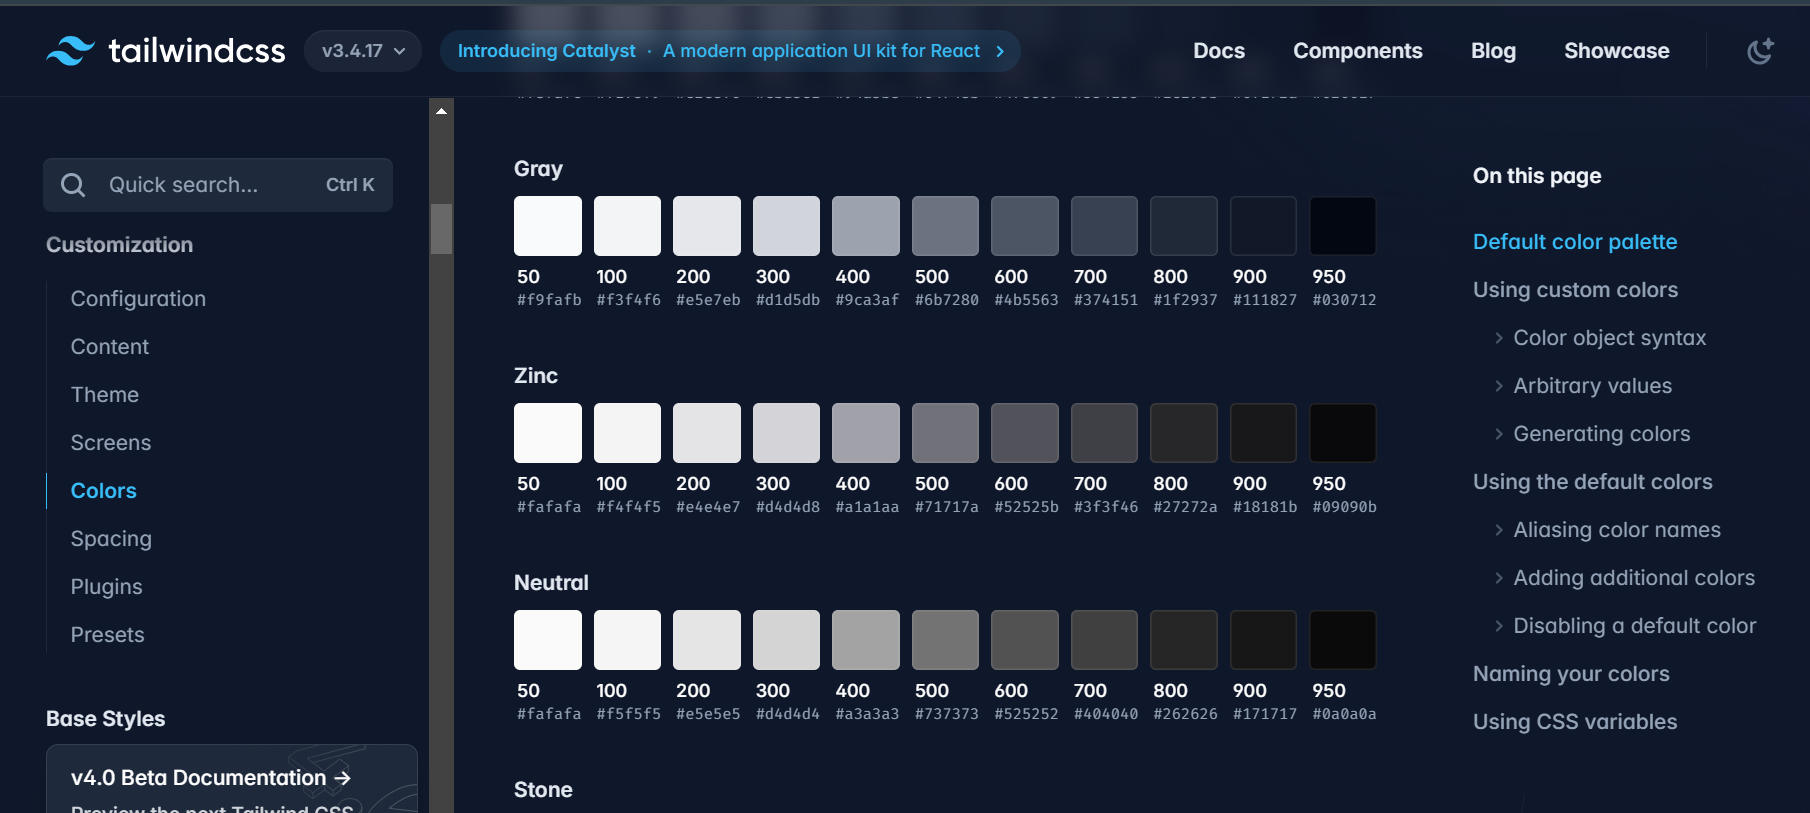 tailwindcss
v3.4.17
Introducing Catalyst · A modern application UI kit for React
Docs
Components
Blog
Showcase
Quick search...
Ctrl K
Customization
Configuration
Content
Theme
Screens
Colors
Spacing
Plugins
Presets
Base Styles
v4.0 Beta Documentation →
Preview the next Tailwind CSS
Gray
50 100 200 300 400 500 600 700 800 900 950
#f9fafb #f3f4f6 #e5e7eb #d1d5db #9ca3af #6b7280 #4b5563 #374151 #1f2937 #111827 #030712
Zinc
50 100 200 300 400 500 600 700 800 900 950
#fafafa #f4f4f5 #e4e4e7 #d4d4d8 #a1a1aa #71717a #52525b #3f3f46 #27272a #18181b #09090b
Neutral
50 100 200 300 400 500 600 700 800 900 950
#fafafa #f5f5f5 #e5e5e5 #d4d4d4 #a3a3a3 #737373 #525252 #404040 #262626 #171717 #0a0a0a
Stone
On this page
Default color palette
Using custom colors
Color object syntax
Arbitrary values
Generating colors
Using the default colors
Aliasing color names
Adding additional colors
Disabling a default color
Naming your colors
Using CSS variables